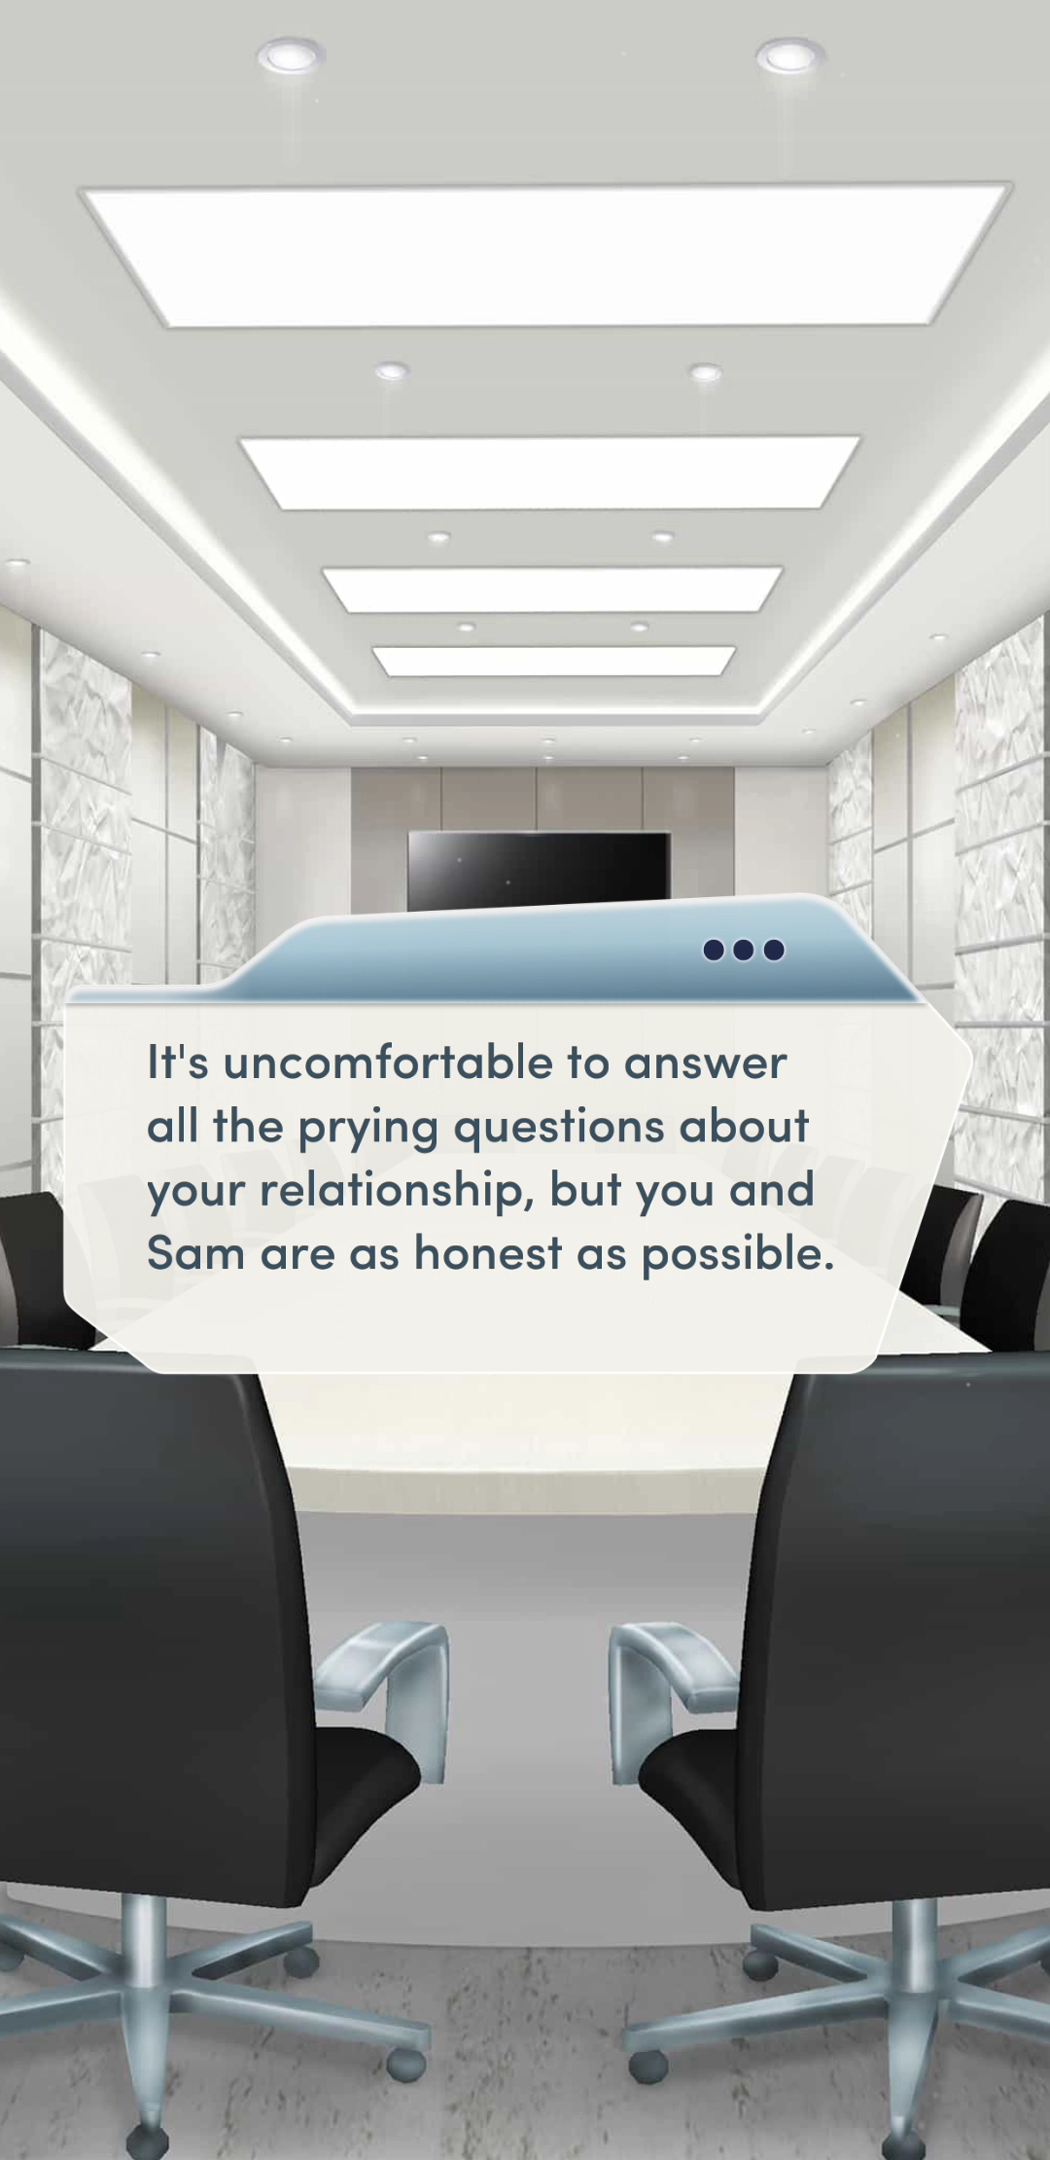 It's uncomfortable to answer
all the prying questions about
your relationship, but you and
Sam are as honest as possible.